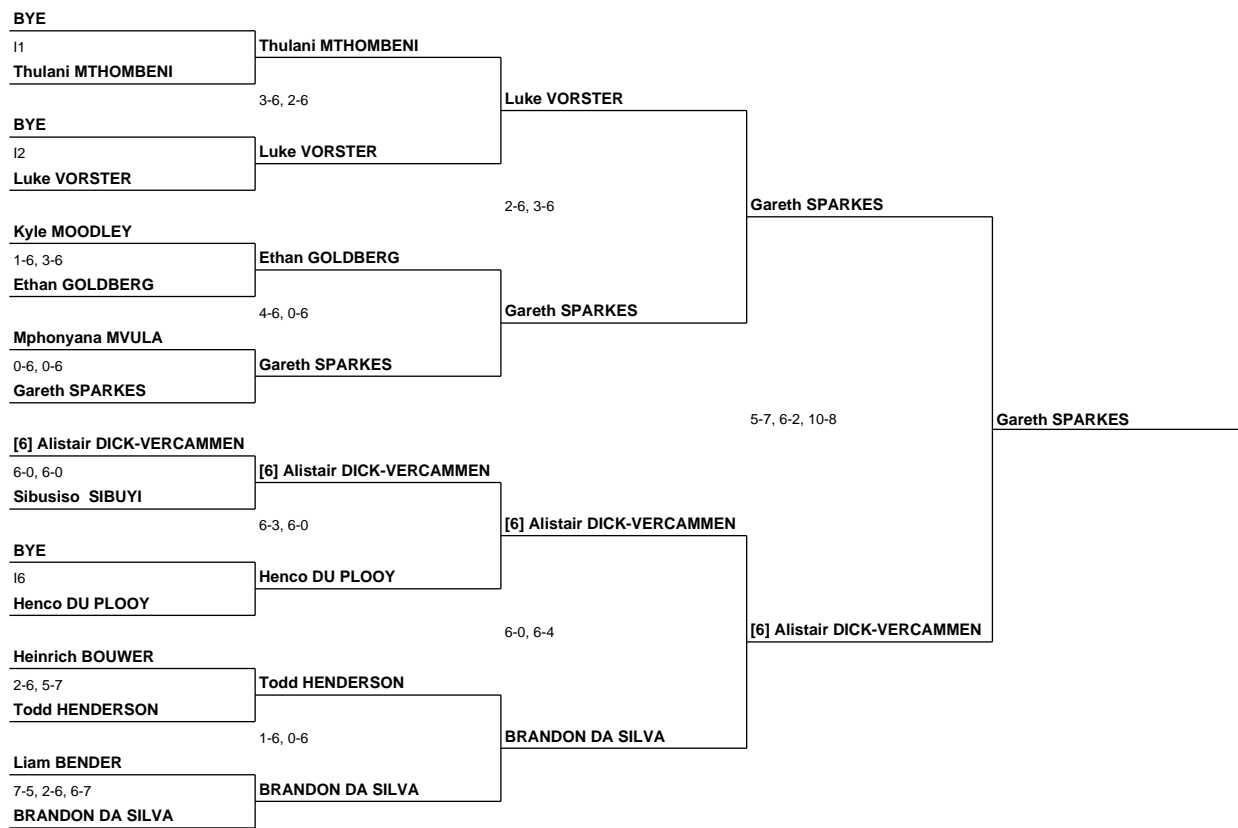 BYE
I1
Thulani MTHOMBENI
Thulani MTHOMBENI
3-6, 2-6
Luke VORSTER
BYE
I2
Luke VORSTER
Luke VORSTER
2-6, 3-6
Gareth SPARKES
Kyle MOODLEY
1-6, 3-6
Ethan GOLDBERG
Ethan GOLDBERG
4-6, 0-6
Gareth SPARKES
Mphonyana MVULA
0-6, 0-6
Gareth SPARKES
Gareth SPARKES
5-7, 6-2, 10-8
Gareth SPARKES
[6] Alistair DICK-VERCAMMEN
6-0, 6-0
Sibusiso  SIBUYI
[6] Alistair DICK-VERCAMMEN
6-3, 6-0
[6] Alistair DICK-VERCAMMEN
BYE
I6
Henco DU PLOOY
Henco DU PLOOY
6-0, 6-4
[6] Alistair DICK-VERCAMMEN
Heinrich BOUWER
2-6, 5-7
Todd HENDERSON
Todd HENDERSON
1-6, 0-6
BRANDON DA SILVA
Liam BENDER
7-5, 2-6, 6-7
BRANDON DA SILVA
BRANDON DA SILVA